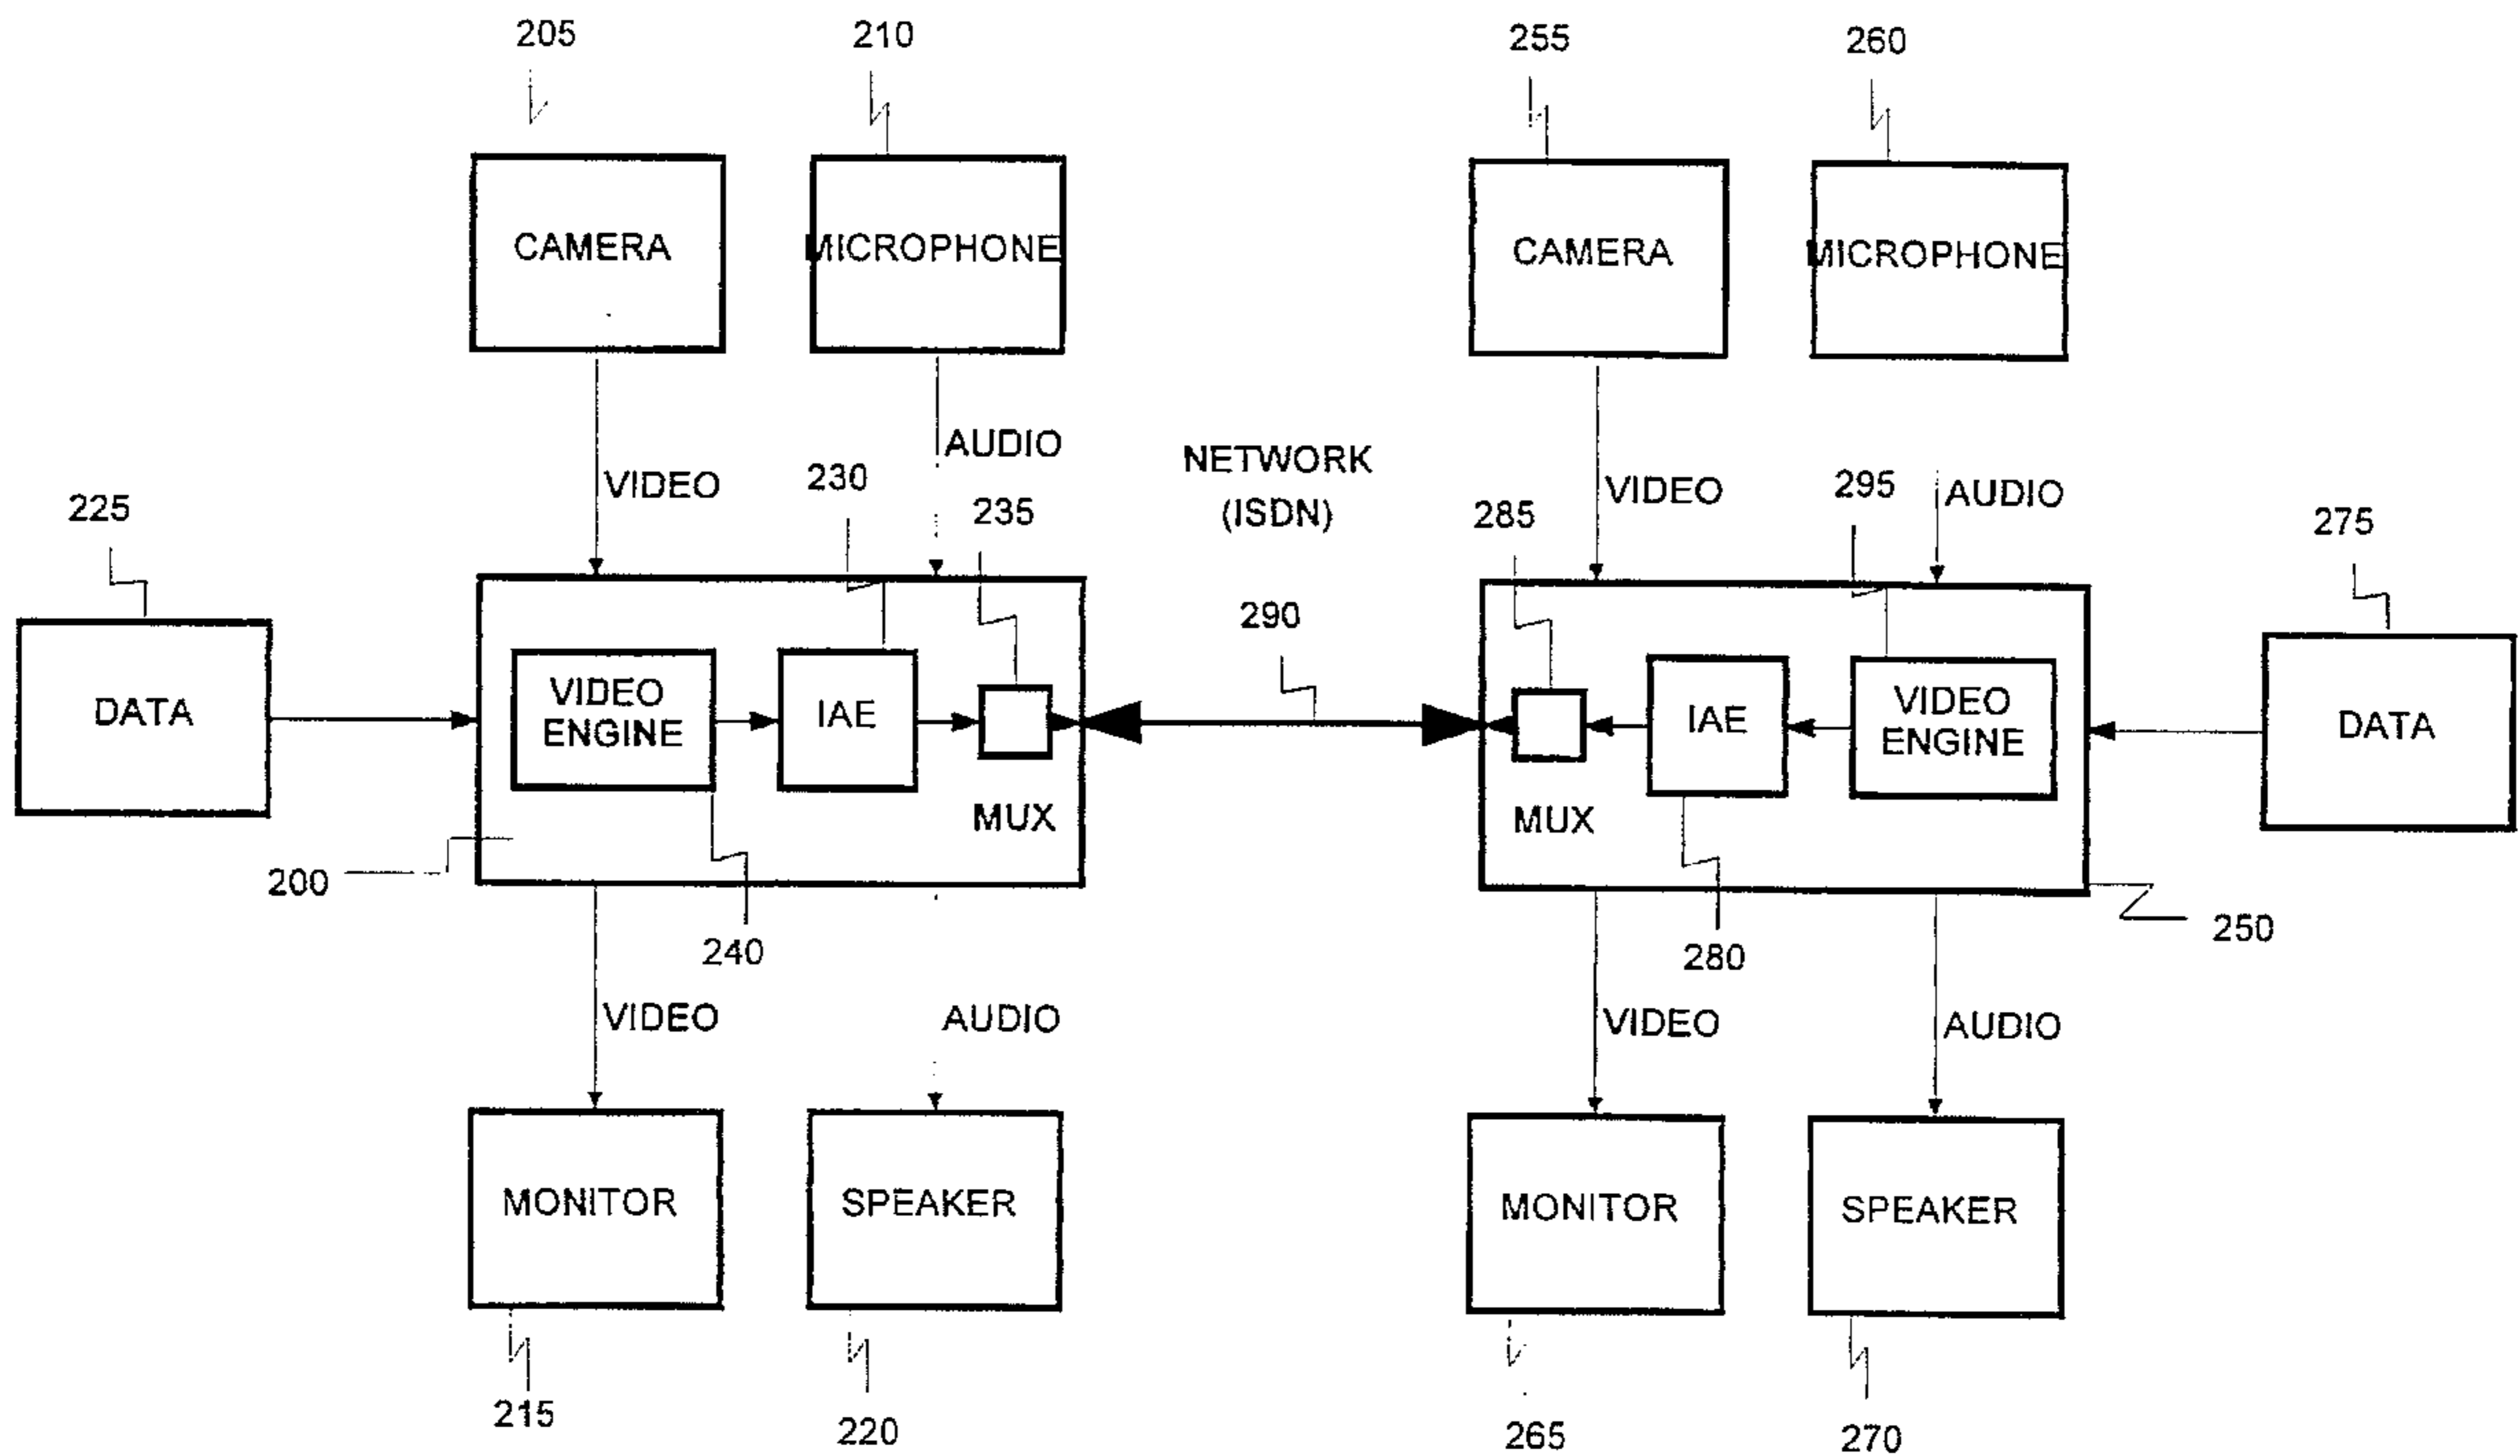 205
210
255
260
CAMERA
MICROPHONE
CAMERA
MICROPHONE
VIDEO
AUDIO
NETWORK
(ISDN)
VIDEO
AUDIO
225
230
235
285
295
275
290
DATA
VIDEO
ENGINE
IAE
MUX
MUX
IAE
VIDEO
ENGINE
DATA
200
240
280
250
VIDEO
AUDIO
VIDEO
AUDIO
MONITOR
SPEAKER
MONITOR
SPEAKER
215
220
265
270